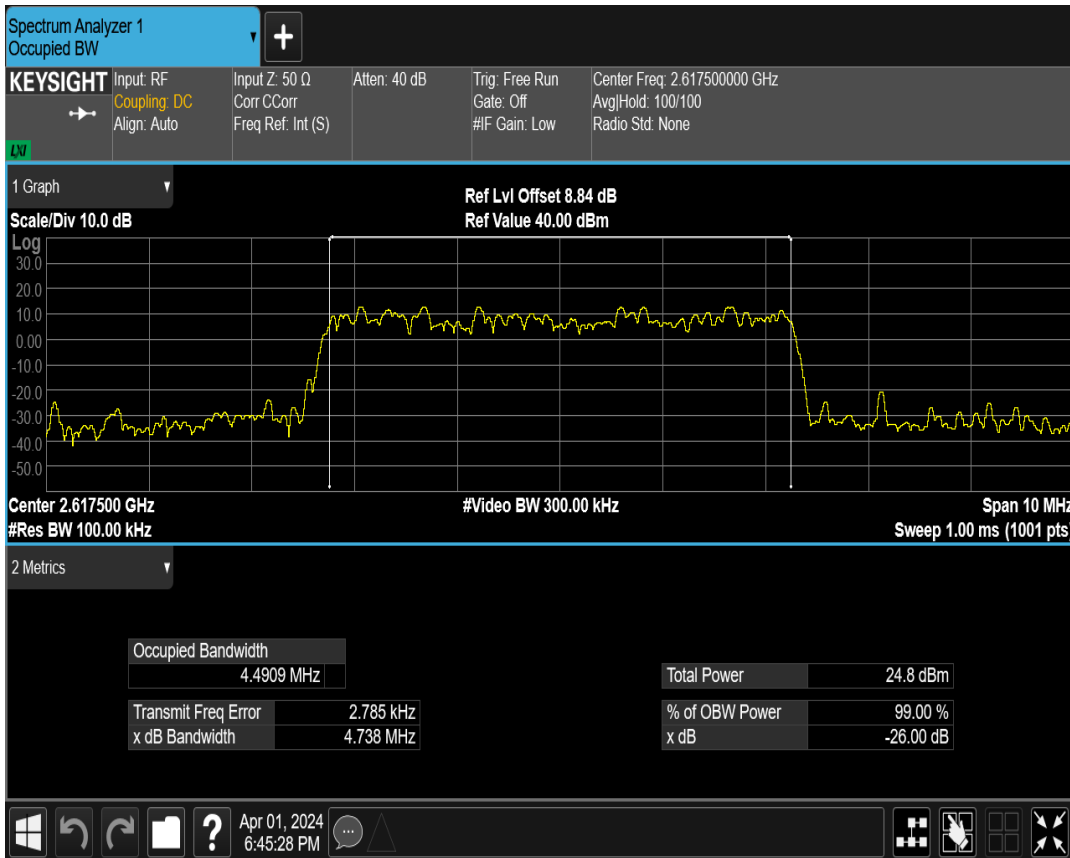 Spectrum Analyzer 1
Occupied BW
+
KEYSIGHT
LXI
Input: RF
Coupling: DC
Align: Auto
Input Z: 50 Ω
Corr CCorr
Freq Ref: Int (S)
Atten: 40 dB
Trig: Free Run
Gate: Off
#IF Gain: Low
Center Freq: 2.617500000 GHz
Avg|Hold: 100/100
Radio Std: None
1 Graph
Scale/Div 10.0 dB
Ref Lvl Offset 8.84 dB
Ref Value 40.00 dBm
Log
30.0
20.0
10.0
0.00
-10.0
-20.0
-30.0
-40.0
-50.0
Center 2.617500 GHz
#Video BW 300.00 kHz
Span 10 MHz
#Res BW 100.00 kHz
Sweep 1.00 ms (1001 pts)
2 Metrics
Occupied Bandwidth
4.4909 MHz
Total Power 24.8 dBm
Transmit Freq Error 2.785 kHz
% of OBW Power 99.00 %
x dB Bandwidth 4.738 MHz
x dB -26.00 dB
?
Apr 01, 2024
6:45:28 PM